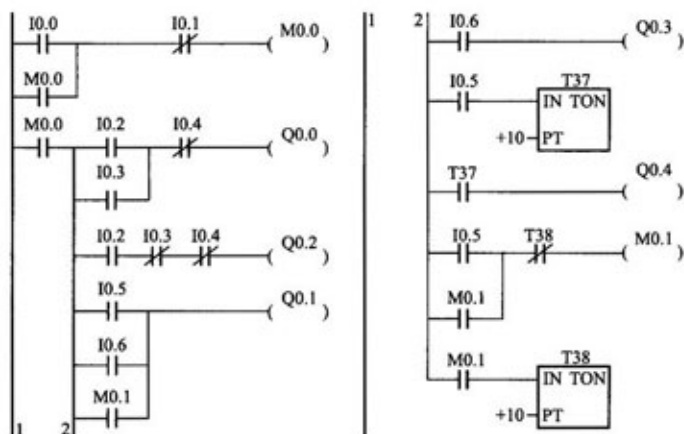 I0.0 I0.1 M0.0
M0.0
M0.0 I0.2 I0.4 Q0.0
I0.3
I0.2 I0.3 I0.4 Q0.2
I0.5 Q0.1
I0.6
M0.1
1 2
1 2 I0.6 Q0.3
I0.5 T37
IN TON
+10 PT
T37 Q0.4
I0.5 T38 M0.1
M0.1
M0.1 T38
IN TON
+10 PT